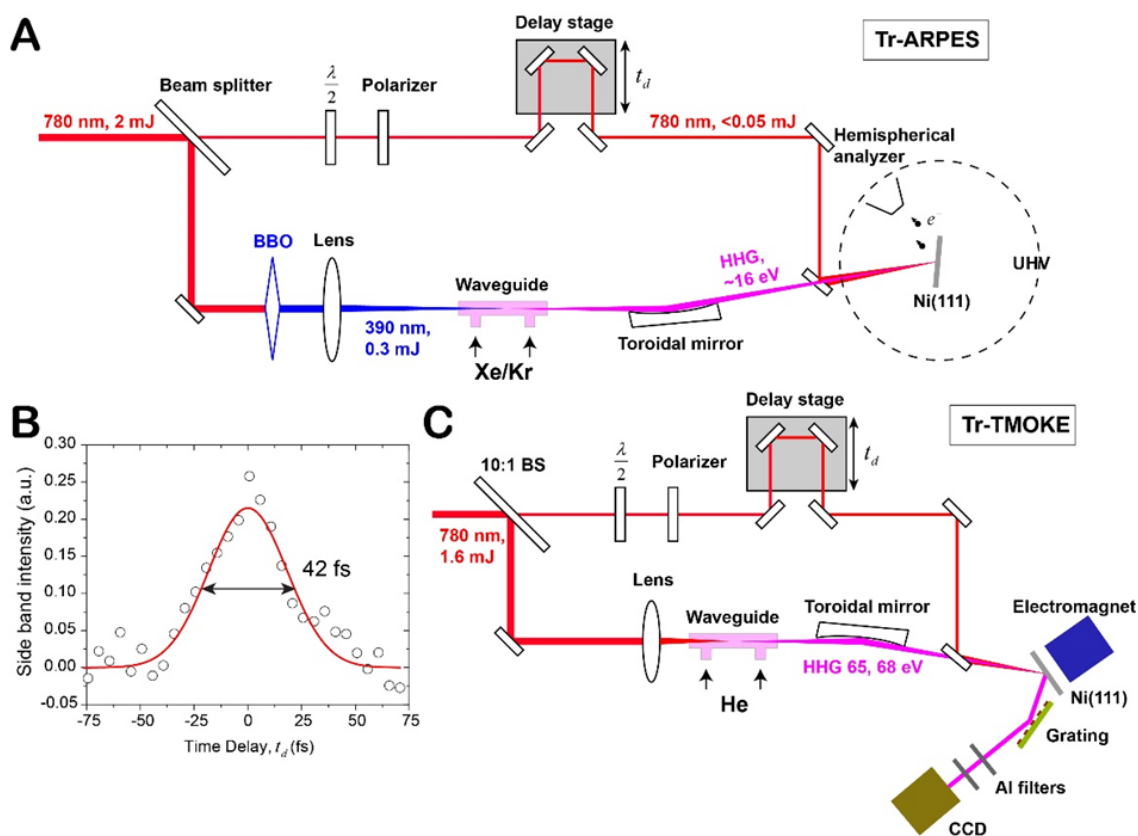 A
Delay stage
Tr-ARPES
t_d
Beam splitter
λ/2
Polarizer
780 nm, 2 mJ
780 nm, <0.05 mJ
Hemispherical
analyzer
e⁻
BBO
Lens
HHG,
~16 eV
Waveguide
UHV
Ni(111)
390 nm,
0.3 mJ
Toroidal mirror
Xe/Kr
B
0.30
0.25
0.20
0.15
0.10
0.05
0.00
-0.05
Side band intensity (a.u.)
42 fs
-75
-50
-25
0
25
50
75
Time Delay, t_d (fs)
C
Delay stage
Tr-TMOKE
t_d
10:1 BS
λ/2
Polarizer
780 nm,
1.6 mJ
Lens
Waveguide
Toroidal mirror
Electromagnet
HHG 65, 68 eV
He
Ni(111)
Grating
Al filters
CCD